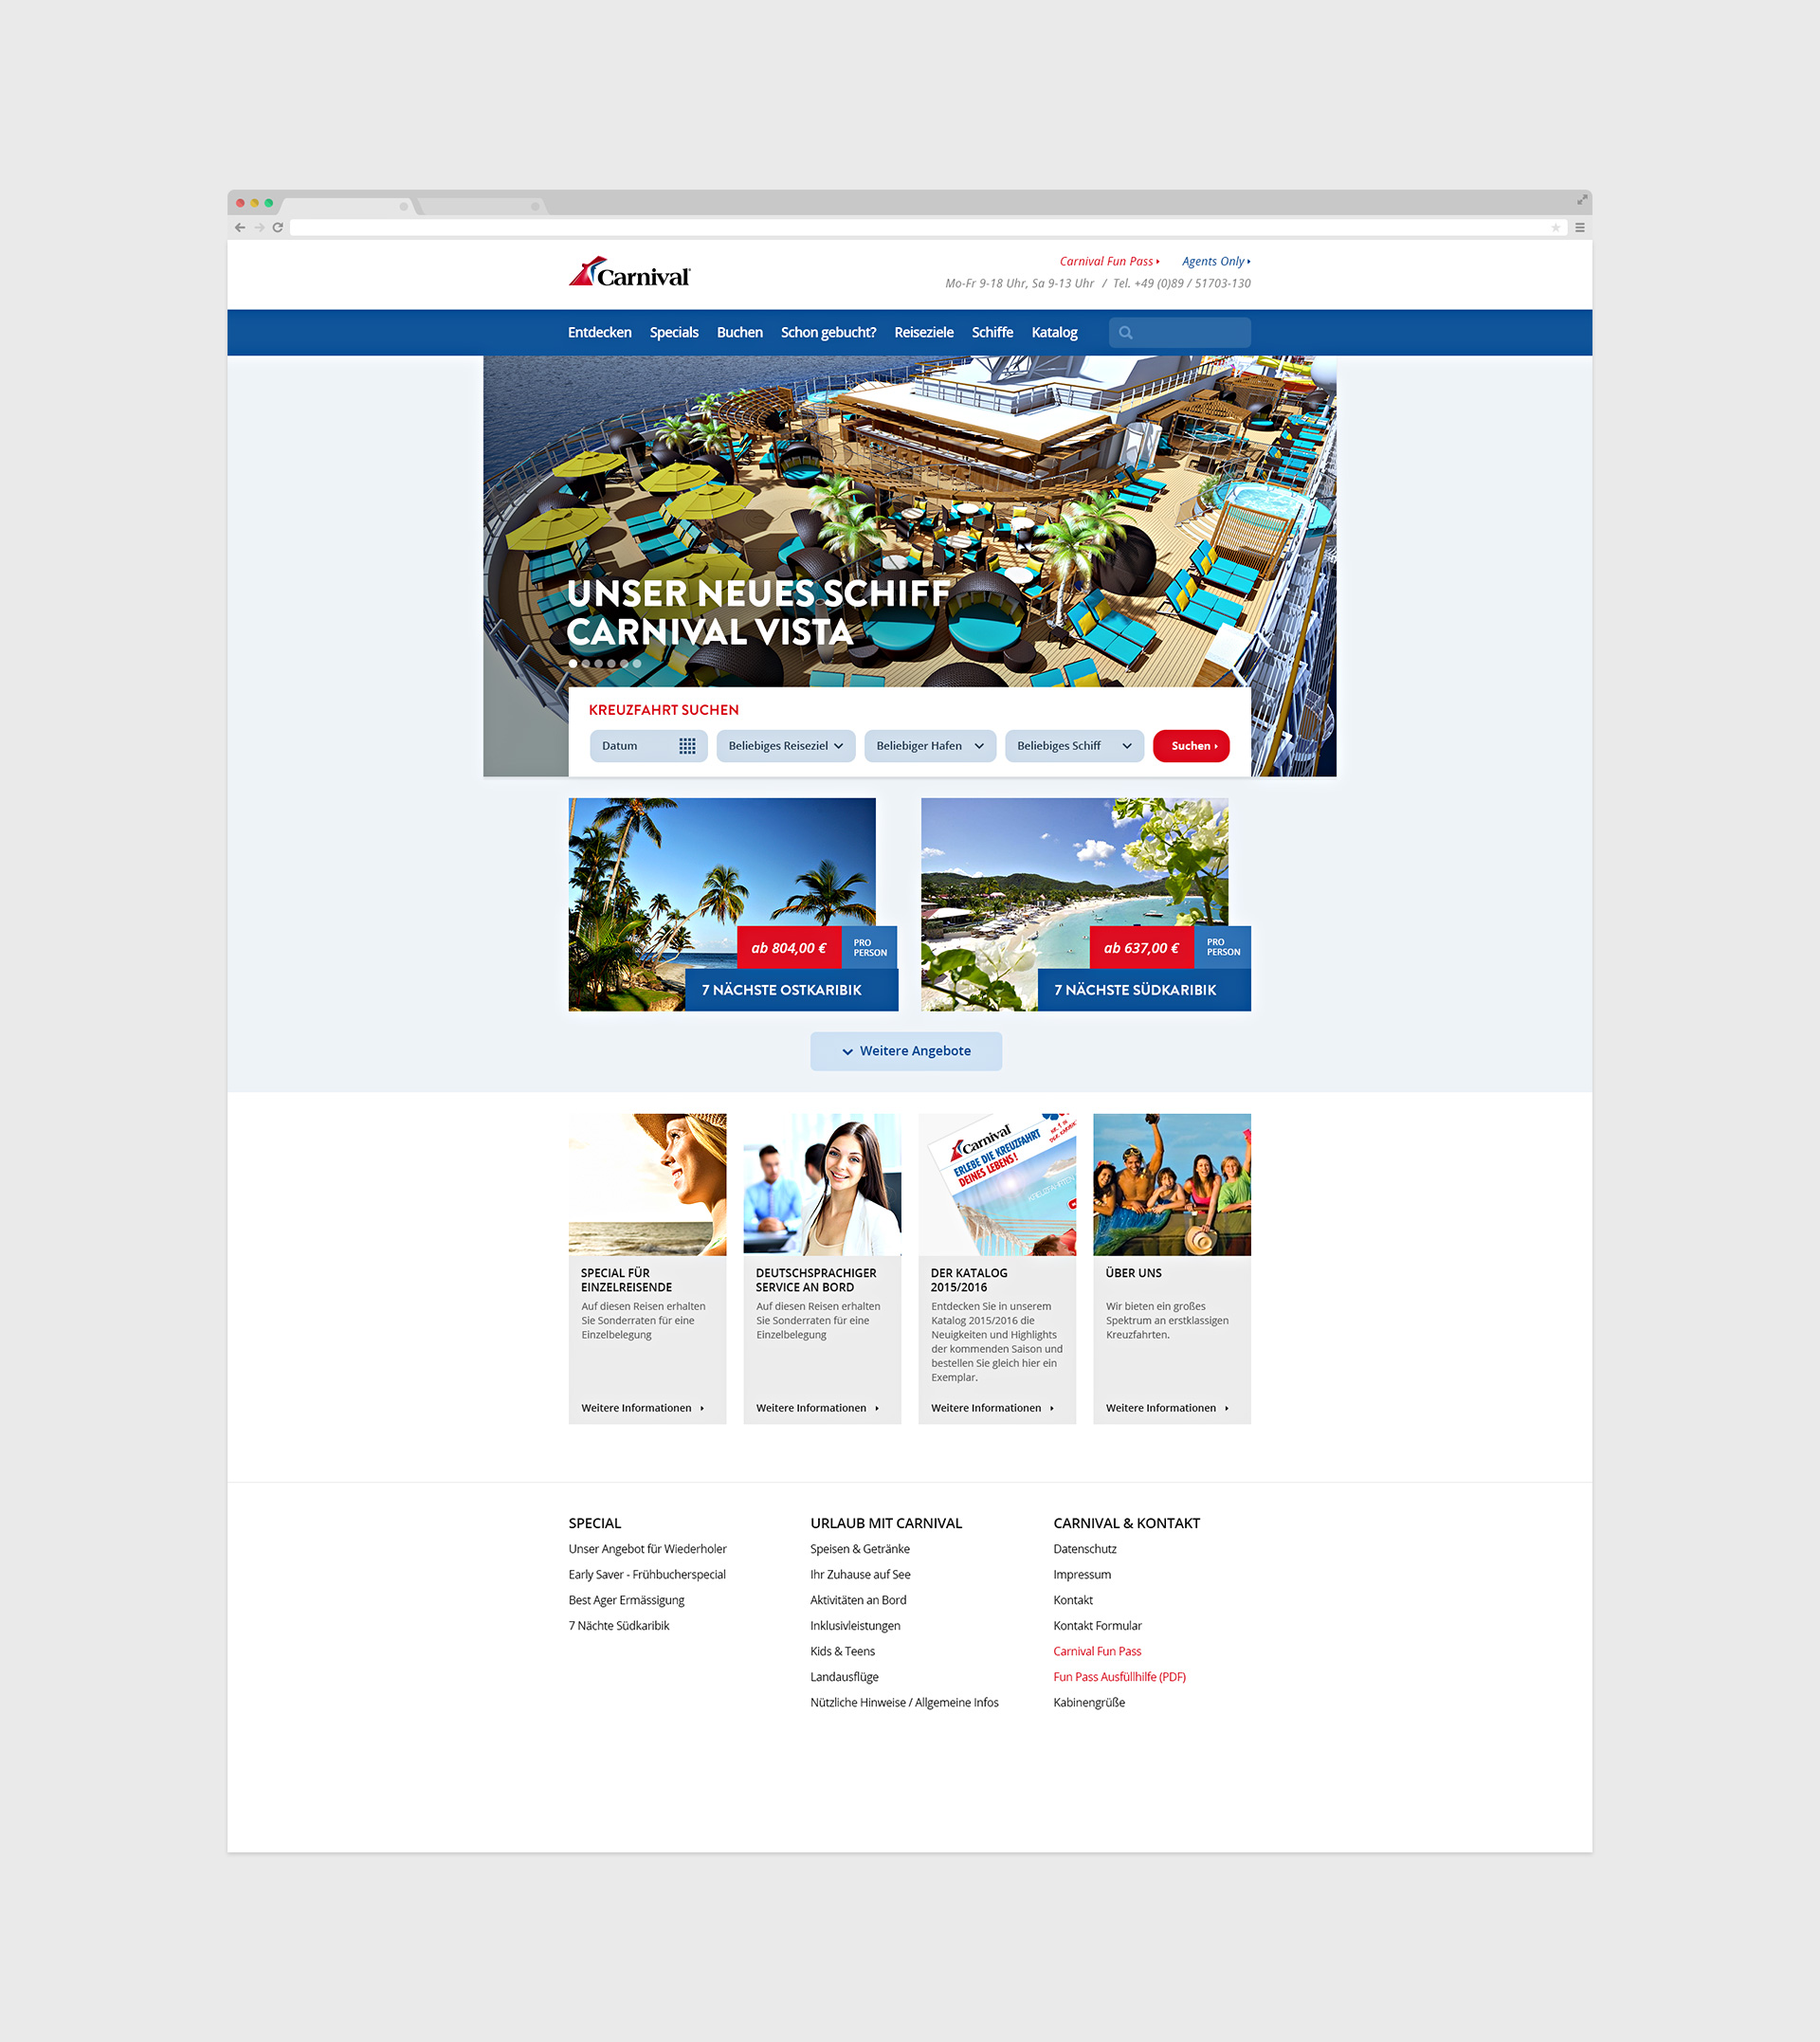 Carnival
Carnival Fun Pass
Agents Only
Mo-Fr 9-18 Uhr, Sa 9-13 Uhr / Tel. +49 (0)89 / 51703-130
Entdecken Specials Buchen Schon gebucht? Reiseziele Schiffe Katalog
UNSER NEUES SCHIFF
CARNIVAL VISTA
KREUZFAHRT SUCHEN
Datum Beliebiges Reiseziel Beliebiger Hafen Beliebiges Schiff Suchen
ab 804,00 €
PRO
PERSON
7 NÄCHSTE OSTKARIBIK
ab 637,00 €
PRO
PERSON
7 NÄCHSTE SÜDKARIBIK
Weitere Angebote
SPECIAL FÜR
EINZELREISENDE
Auf diesen Reisen erhalten
Sie Sonderraten für eine
Einzelbelegung
Weitere Informationen
DEUTSCHSPRACHIGER
SERVICE AN BORD
Auf diesen Reisen erhalten
Sie Sonderraten für eine
Einzelbelegung
Weitere Informationen
Carnival
ERLEBE DIE KREUZFAHRT
DEINES LEBENS!
KREUZFAHRTEN
DER KATALOG
2015/2016
Entdecken Sie in unserem
Katalog 2015/2016 die
Neuigkeiten und Highlights
der kommenden Saison und
bestellen Sie gleich hier ein
Exemplar.
Weitere Informationen
ÜBER UNS
Wir bieten ein großes
Spektrum an erstklassigen
Kreuzfahrten.
Weitere Informationen
SPECIAL
Unser Angebot für Wiederholer
Early Saver - Frühbucherspecial
Best Ager Ermässigung
7 Nächte Südkaribik
URLAUB MIT CARNIVAL
Speisen & Getränke
Ihr Zuhause auf See
Aktivitäten an Bord
Inklusivleistungen
Kids & Teens
Landausflüge
Nützliche Hinweise / Allgemeine Infos
CARNIVAL & KONTAKT
Datenschutz
Impressum
Kontakt
Kontakt Formular
Carnival Fun Pass
Fun Pass Ausfüllhilfe (PDF)
Kabinengrüße